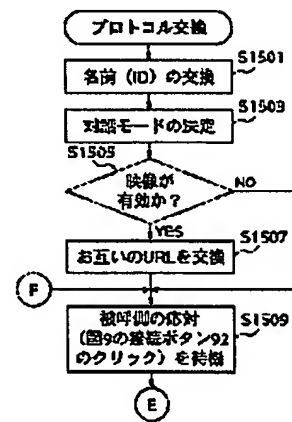 プロトコル交換
S1501
名前(ID)の交換
S1503
対話モードの決定
S1505
映像が
有効か?
NO
YES
S1507
お互いのURLを交換
F
S1509
被呼側の応対
(図9の接続ボタン92
のクリック)を待機
E